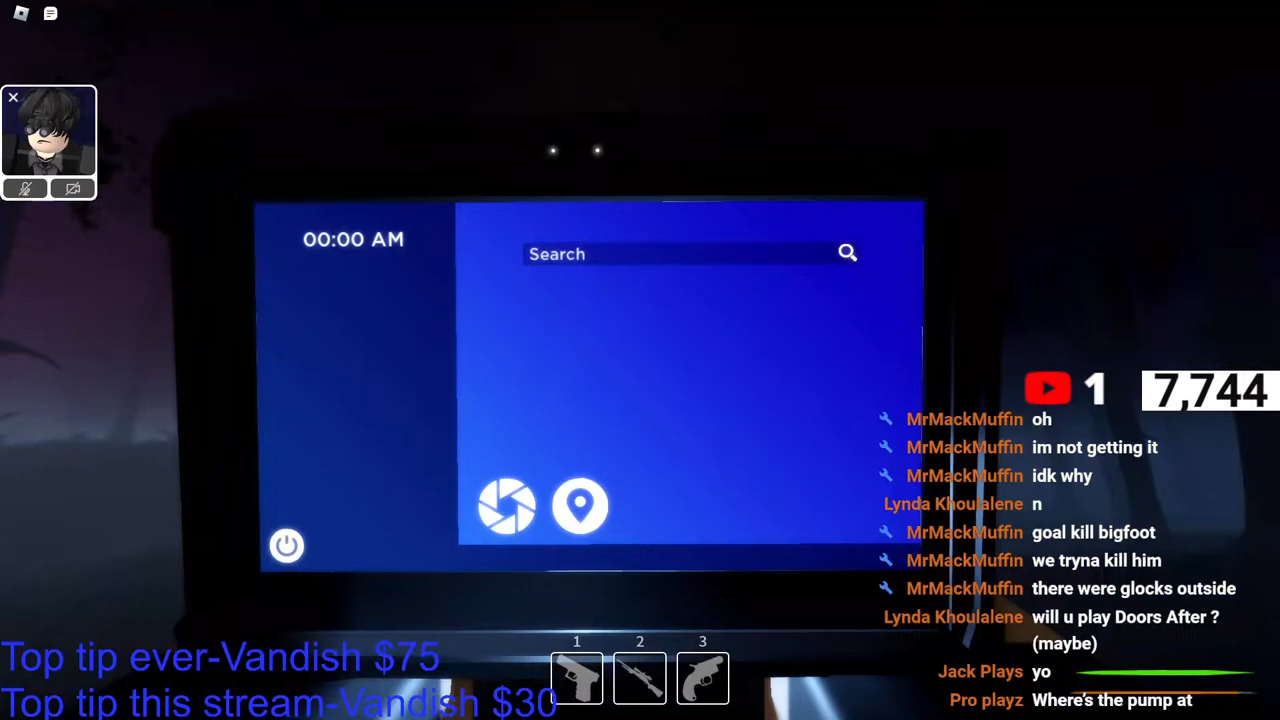 00:00 AM
Search
1
7,744
MrMackMuffin oh
MrMackMuffin im not getting it
MrMackMuffin idk why
Lynda Khoulalene n
MrMackMuffin goal kill bigfoot
MrMackMuffin we tryna kill him
MrMackMuffin there were glocks outside
Lynda Khoulalene will u play Doors After ?
(maybe)
Jack Plays yo
Pro playz Where's the pump at
1 2 3
Top tip ever-Vandish $75
Top tip this stream-Vandish $30